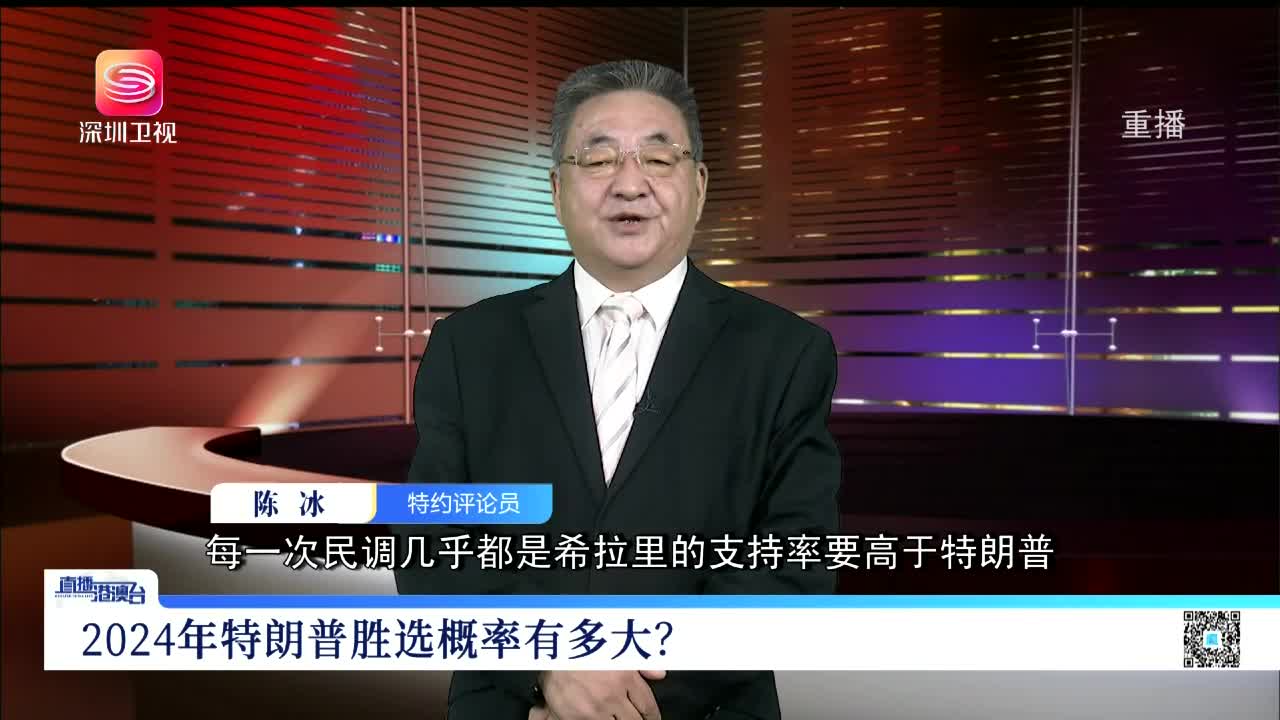 深圳卫视
重播
陈冰
特约评论员
每一次民调几乎都是希拉里的支持率要高于特朗普
直播港澳台
2024年特朗普胜选概率有多大？